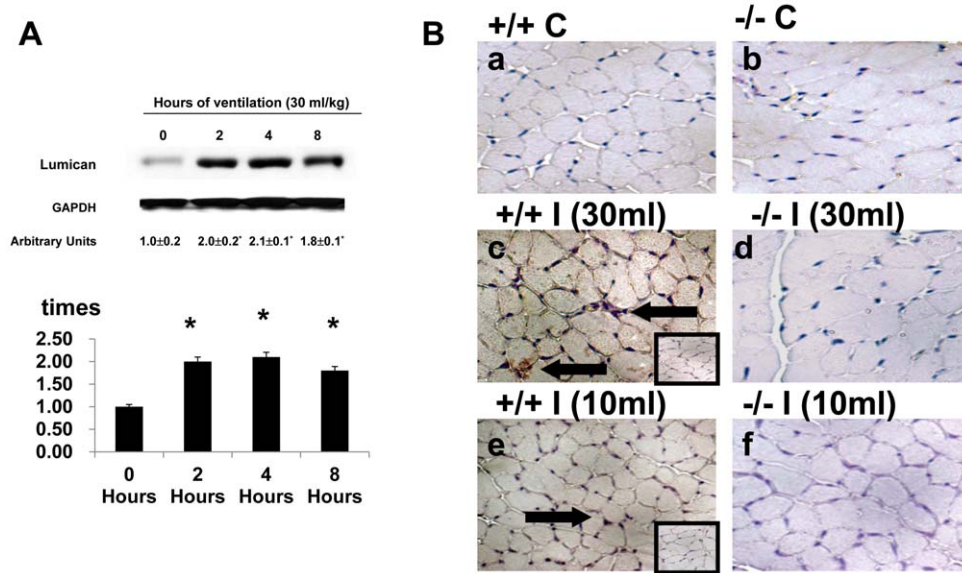 A
Hours of ventilation (30 ml/kg)
0 2 4 8
Lumican
GAPDH
Arbitrary Units 1.0±0.2 2.0±0.2* 2.1±0.1* 1.8±0.1*
times
* * *
2.50
2.00
1.50
1.00
0.50
0.00
0 2 4 8
Hours Hours Hours Hours
B
+/+ C -/- C
a b
+/+ I (30ml) -/- I (30ml)
c d
+/+ I (10ml) -/- I (10ml)
e f